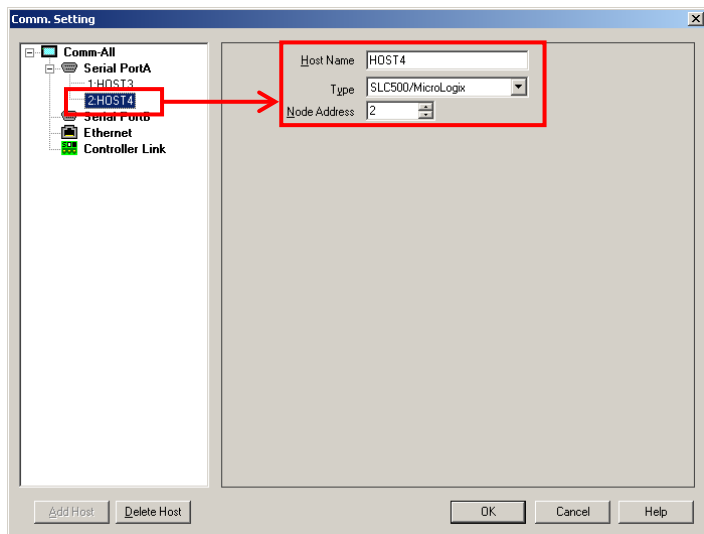 Comm. Setting
Comm-All
Serial PortA
1:HOST3
2:HOST4
Serial PortB
Ethernet
Controller Link
Host Name HOST4
Type SLC500/MicroLogix
Node Address 2
Add Host Delete Host OK Cancel Help